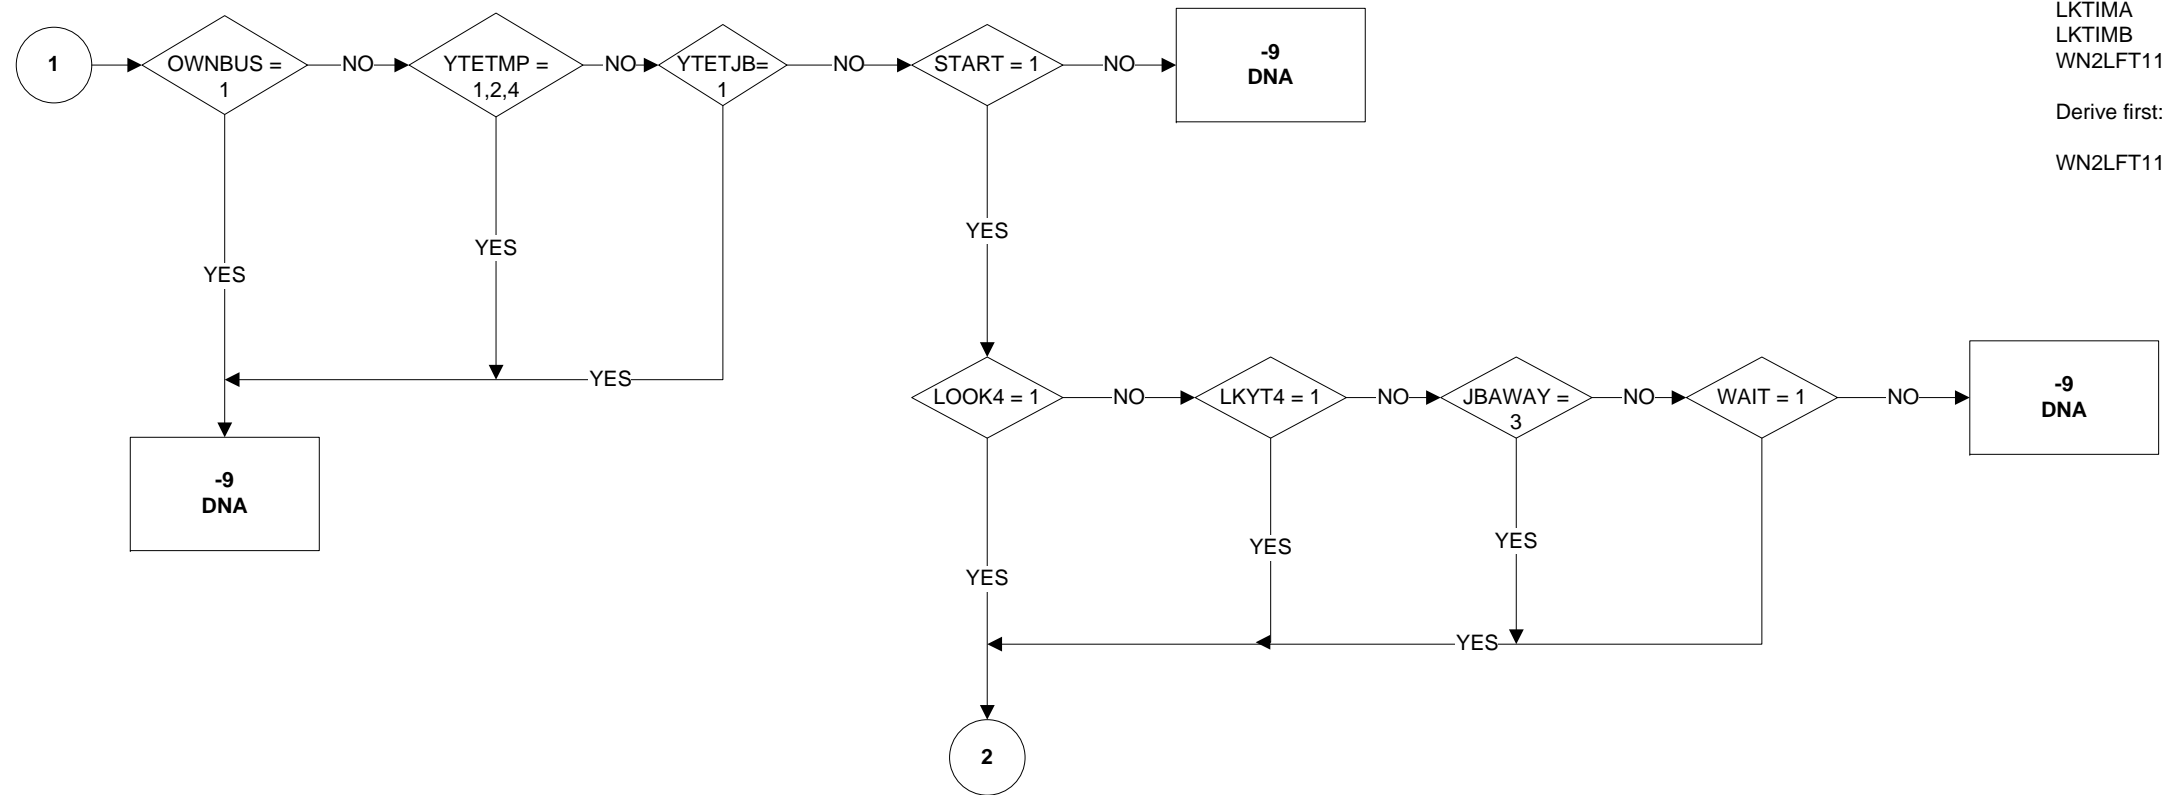 LKTIMA
LKTIMB
WN2LFT11
Derive first:
WN2LFT11
1
OWNBUS =
1
NO
YTETMP =
1,2,4
NO
YTETJB=
1
NO
START = 1
NO
-9
DNA
YES
YES
YES
YES
-9
DNA
LOOK4 = 1
NO
LKYT4 = 1
NO
JBAWAY =
3
NO
WAIT = 1
NO
-9
DNA
YES
YES
YES
YES
2